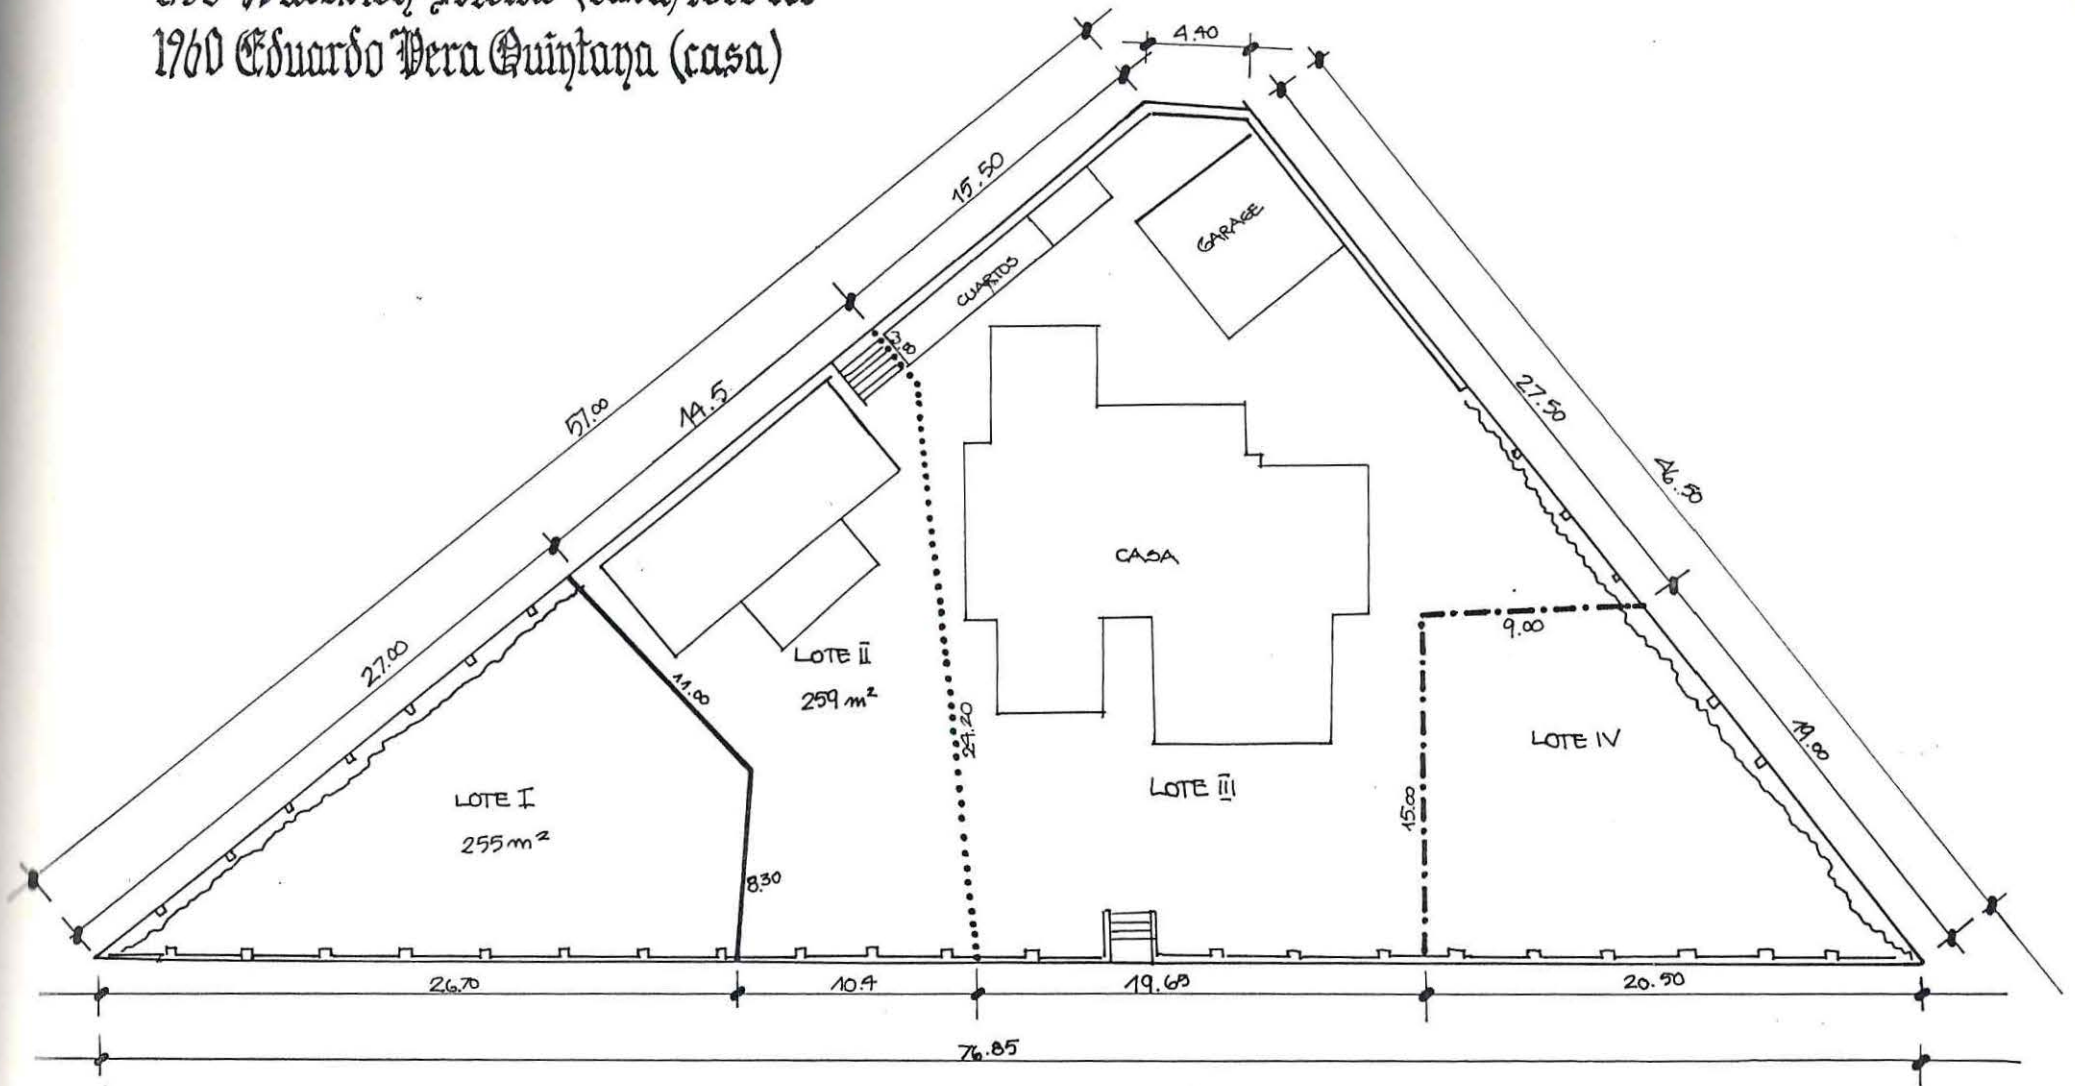 1960 Eduardo Vera Quintana (casa)
4.40
15.50
GARAGE
CUARTOS
3.00
57.00
14.5
27.50
46.50
CASA
9.00
27.00
11.00
LOTE II
259 m²
24.20
LOTE IV
19.00
LOTE III
15.00
LOTE I
255 m²
8.30
26.70
10.4
19.65
20.50
76.85